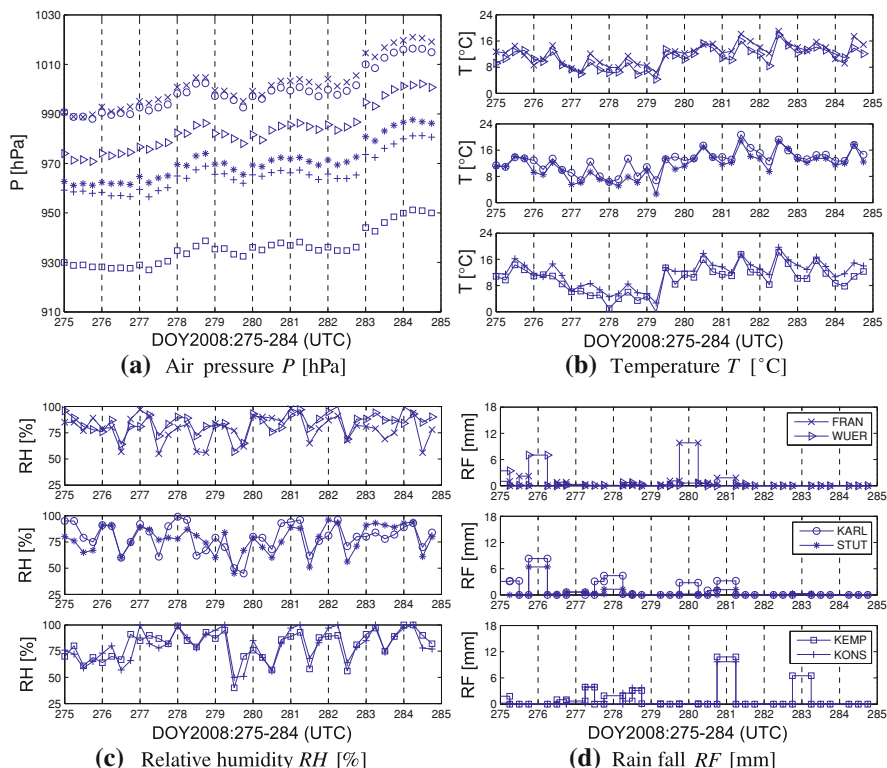 1030
1010
990
970
950
930
910
P [hPa]
275 276 277 278 279 280 281 282 283 284 285
DOY2008:275-284 (UTC)
(a) Air pressure P [hPa]
24
16
8
0
T [°C]
275 276 277 278 279 280 281 282 283 284 285
24
16
8
0
T [°C]
275 276 277 278 279 280 281 282 283 284 285
24
16
8
0
T [°C]
275 276 277 278 279 280 281 282 283 284 285
DOY2008:275-284 (UTC)
(b) Temperature T [°C]
100
75
50
25
RH [%]
275 276 277 278 279 280 281 282 283 284 285
100
75
50
25
RH [%]
275 276 277 278 279 280 281 282 283 284 285
100
75
50
25
RH [%]
275 276 277 278 279 280 281 282 283 284 285
DOY2008:275-284 (UTC)
(c) Relative humidity RH [%]
18
12
6
0
RF [mm]
FRAN
WUER
275 276 277 278 279 280 281 282 283 284 285
18
12
6
0
RF [mm]
KARL
STUT
275 276 277 278 279 280 281 282 283 284 285
18
12
6
0
RF [mm]
KEMP
KONS
275 276 277 278 279 280 281 282 283 284 285
DOY2008:275-284 (UTC)
(d) Rain fall RF [mm]